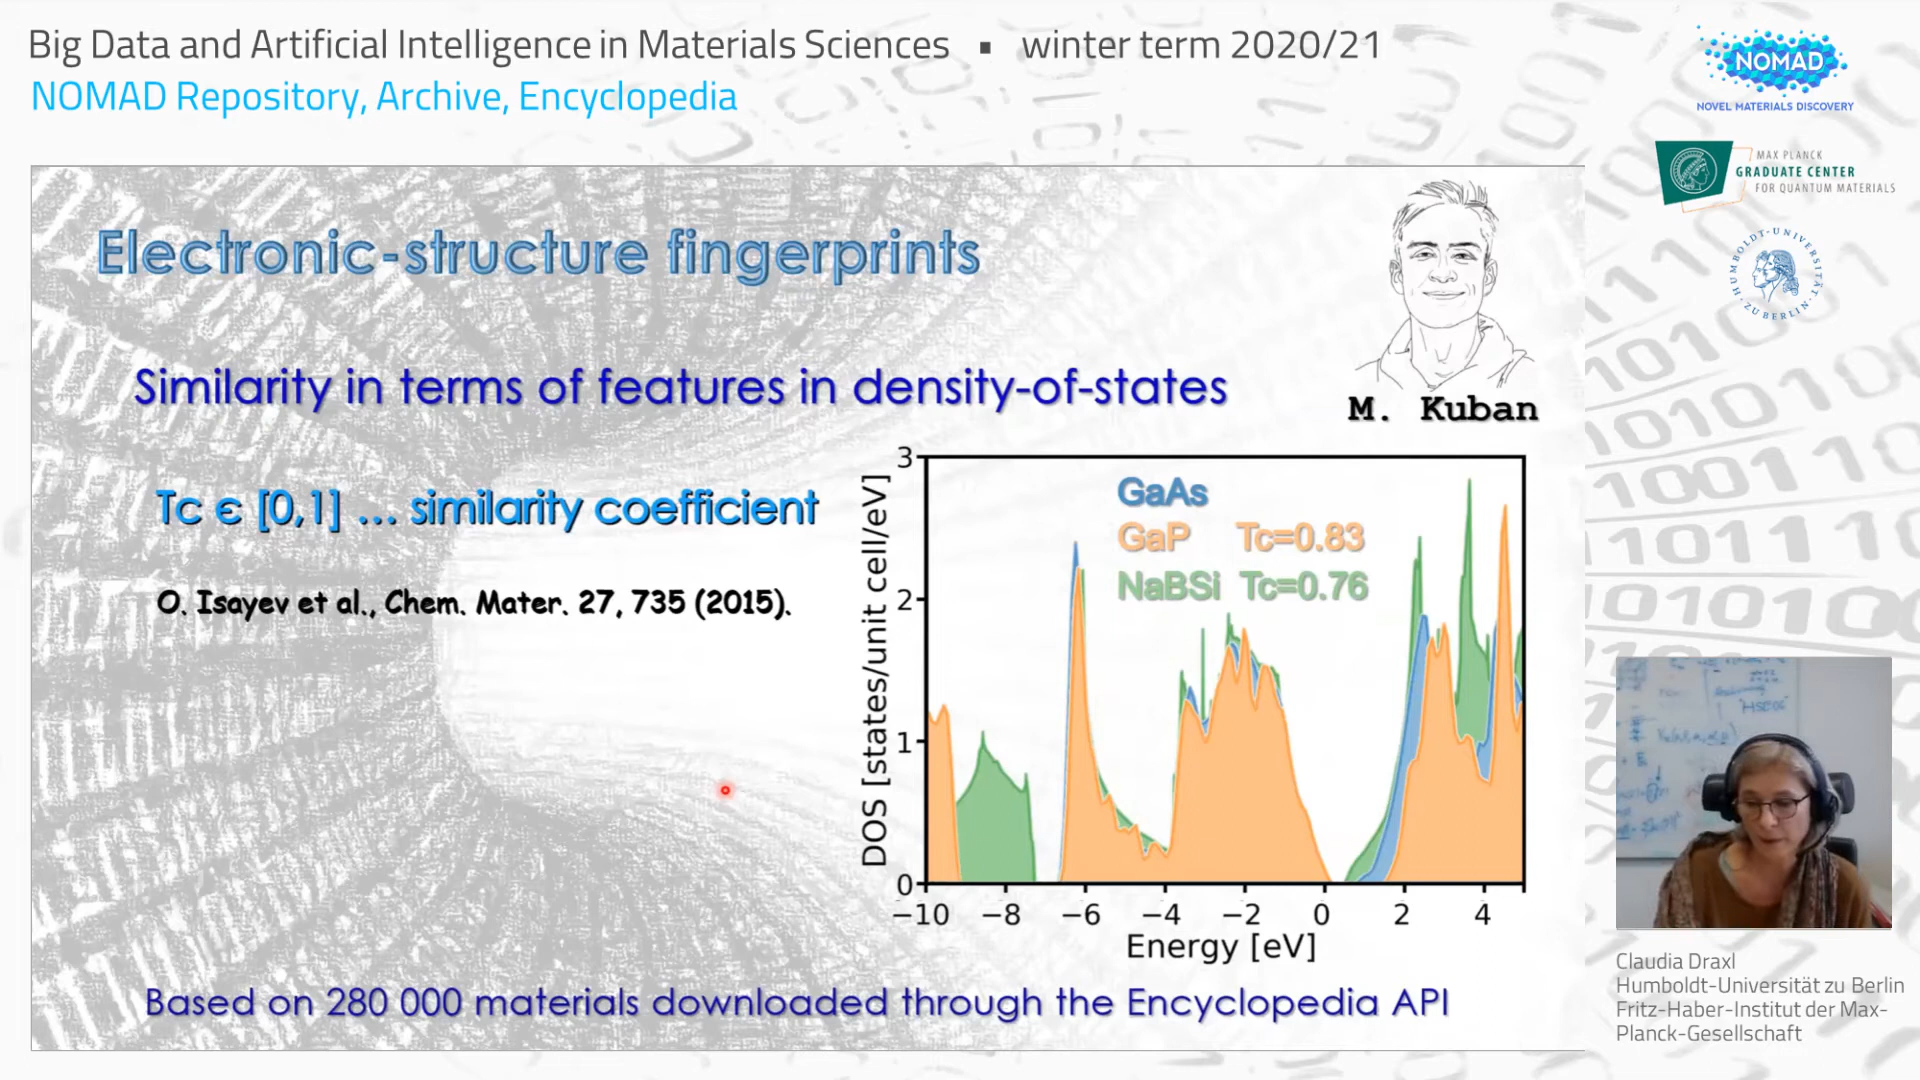 Big Data and Artificial Intelligence in Materials Sciences ▪ winter term 2020/21
NOMAD Repository, Archive, Encyclopedia
NOMAD
NOVEL MATERIALS DISCOVERY
MAX PLANCK
GRADUATE CENTER
FOR QUANTUM MATERIALS
HUMBOLDT-UNIVERSITÄT
ZU BERLIN
Electronic-structure fingerprints
Similarity in terms of features in density-of-states
M. Kuban
Tc ϵ [0,1] ... similarity coefficient
O. Isayev et al., Chem. Mater. 27, 735 (2015).
GaAs
GaP Tc=0.83
NaBSi Tc=0.76
DOS [states/unit cell/eV]
3
2
1
0
−10 −8 −6 −4 −2 0 2 4
Energy [eV]
Based on 280 000 materials downloaded through the Encyclopedia API
Claudia Draxl
Humboldt-Universität zu Berlin
Fritz-Haber-Institut der Max-
Planck-Gesellschaft